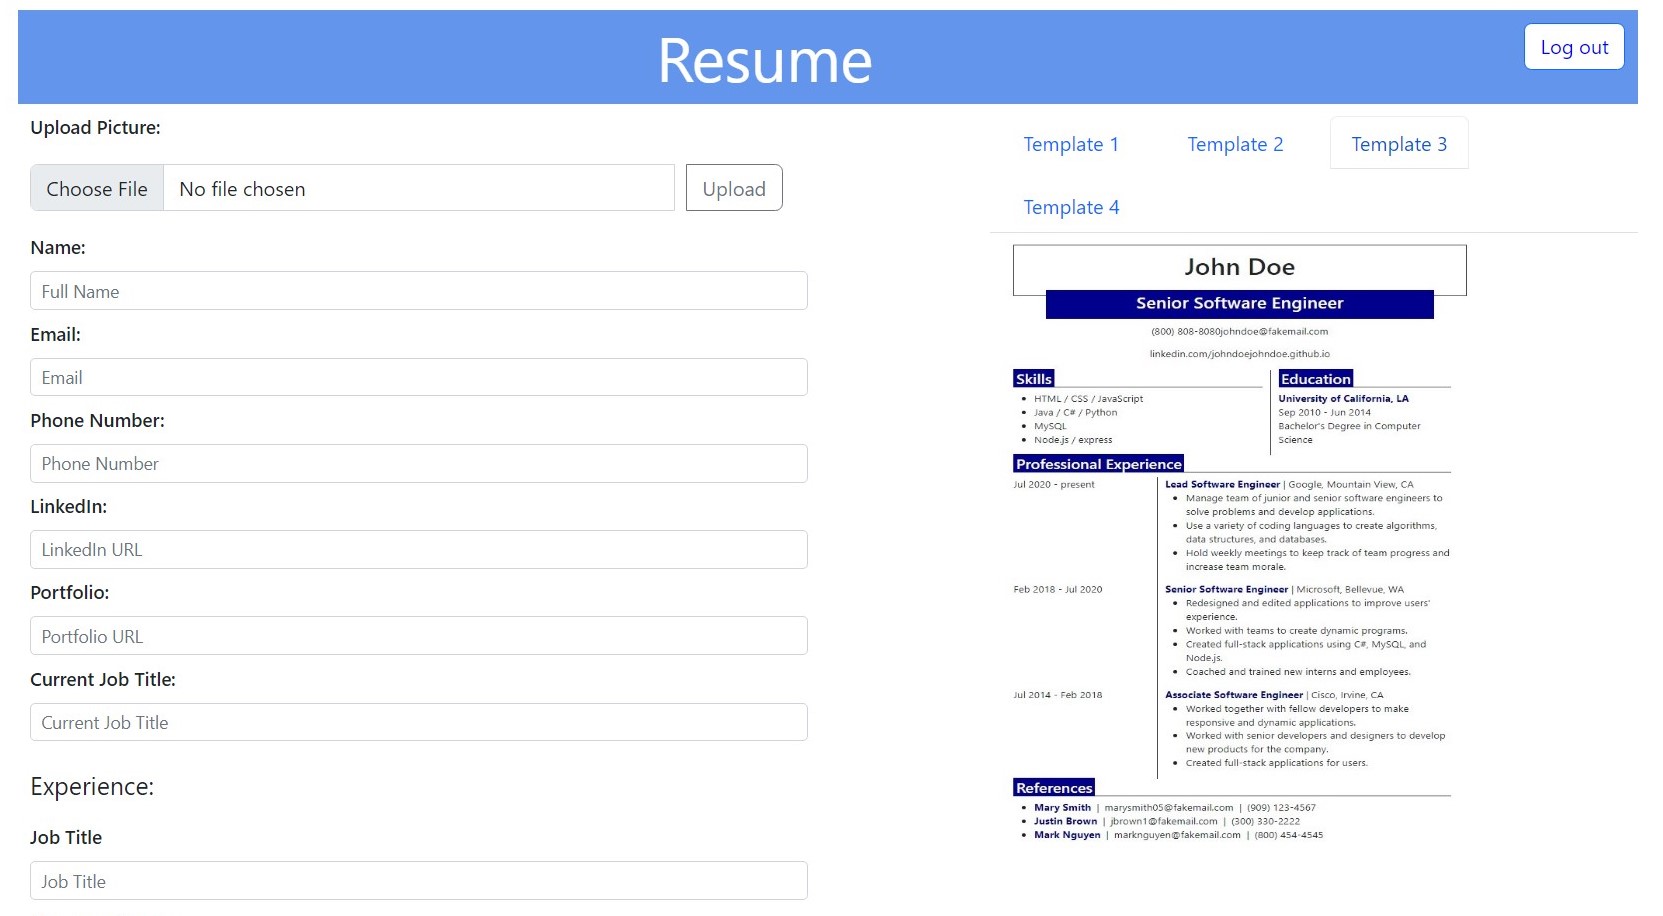 Resume
Log out
Upload Picture:
Choose File No file chosen Upload
Name:
Full Name
Email:
Email
Phone Number:
Phone Number
LinkedIn:
LinkedIn URL
Portfolio:
Portfolio URL
Current Job Title:
Current Job Title
Experience:
Job Title
Job Title
Template 1 Template 2 Template 3
Template 4
John Doe
Senior Software Engineer
(800) 808-8080johndoe@fakemail.com
linkedin.com/johndoejohndoe.github.io
Skills
HTML / CSS / JavaScript
Java / C# / Python
MySQL
Node.js / express
Education
University of California, LA
Sep 2010 - Jun 2014
Bachelor's Degree in Computer
Science
Professional Experience
Jul 2020 - present
Lead Software Engineer | Google, Mountain View, CA
Manage team of junior and senior software engineers to
solve problems and develop applications.
Use a variety of coding languages to create algorithms,
data structures, and databases.
Hold weekly meetings to keep track of team progress and
increase team morale.
Feb 2018 - Jul 2020
Senior Software Engineer | Microsoft, Bellevue, WA
Redesigned and edited applications to improve users'
experience.
Worked with teams to create dynamic programs.
Created full-stack applications using C#, MySQL, and
Node.js.
Coached and trained new interns and employees.
Jul 2014 - Feb 2018
Associate Software Engineer | Cisco, Irvine, CA
Worked together with fellow developers to make
responsive and dynamic applications.
Worked with senior developers and designers to develop
new products for the company.
Created full-stack applications for users.
References
Mary Smith | marysmith05@fakemail.com | (909) 123-4567
Justin Brown | jbrown1@fakemail.com | (300) 330-2222
Mark Nguyen | marknguyen@fakemail.com | (800) 454-4545